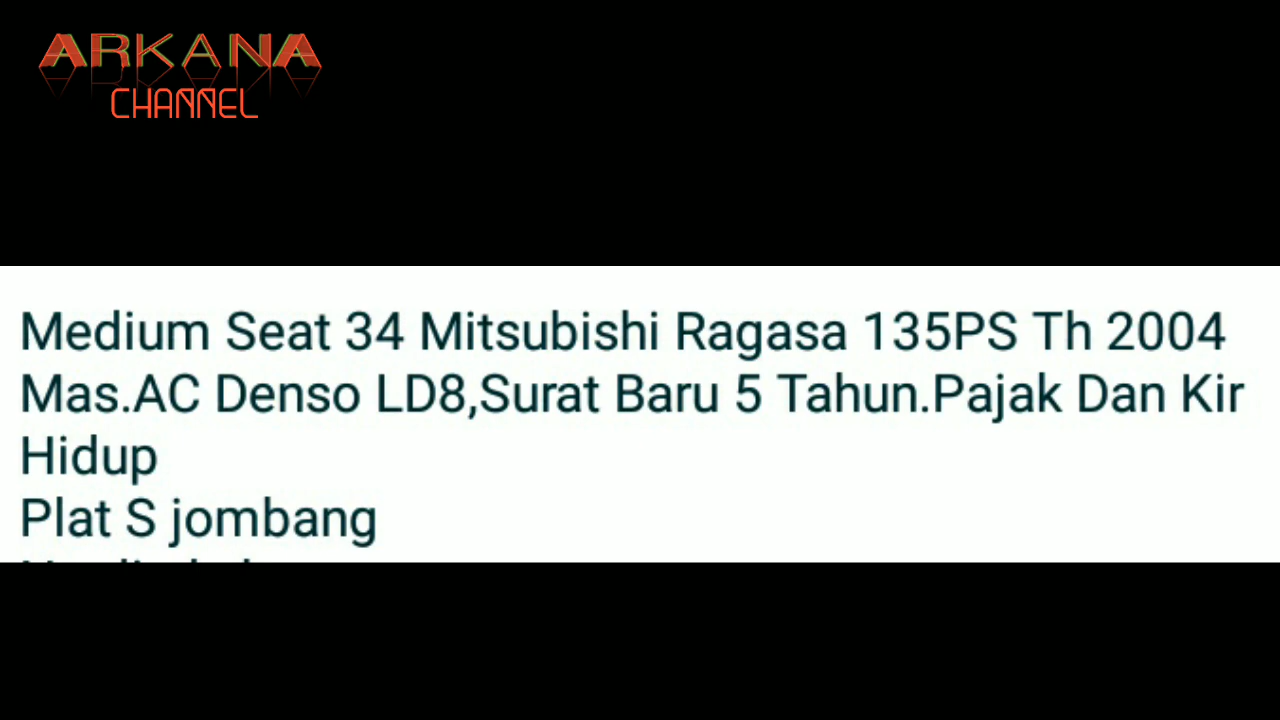 ARKANA
CHANNEL
Medium Seat 34 Mitsubishi Ragasa 135PS Th 2004
Mas.AC Denso LD8,Surat Baru 5 Tahun.Pajak Dan Kir
Hidup
Plat S jombang